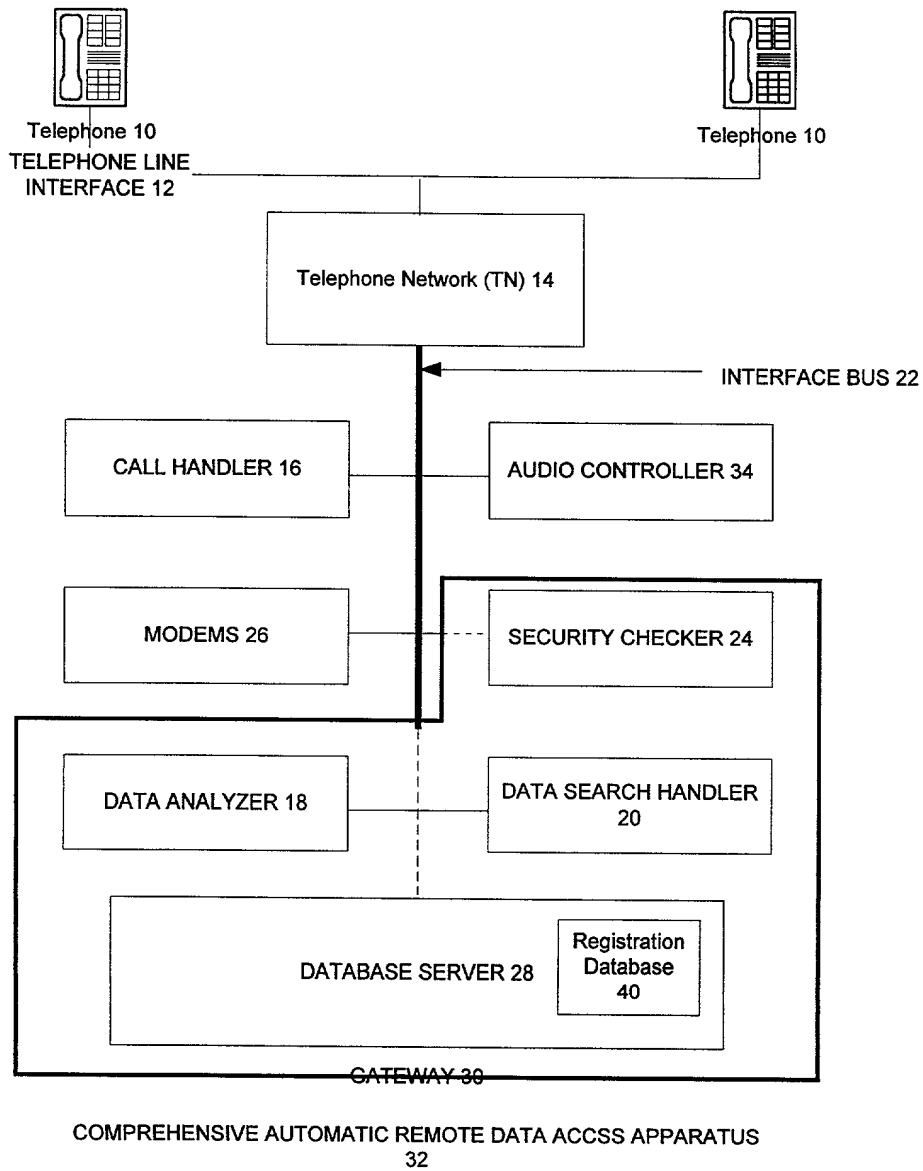 Telephone 10
Telephone 10
TELEPHONE LINE
INTERFACE 12
Telephone Network (TN) 14
INTERFACE BUS 22
CALL HANDLER 16
AUDIO CONTROLLER 34
MODEMS 26
SECURITY CHECKER 24
DATA ANALYZER 18
DATA SEARCH HANDLER
20
DATABASE SERVER 28
Registration
Database
40
GATEWAY 30
COMPREHENSIVE AUTOMATIC REMOTE DATA ACCSS APPARATUS
32